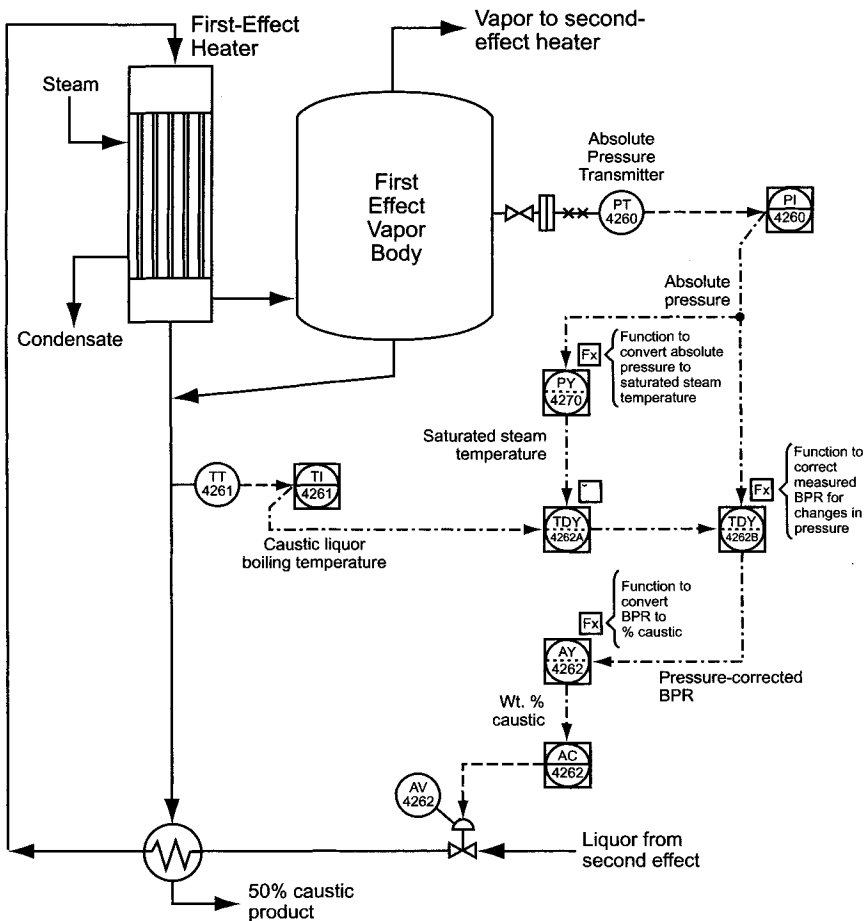 First-Effect
Heater
Vapor to second-
effect heater
Steam
Absolute
Pressure
Transmitter
First
Effect
Vapor
Body
PT
4260
PI
4260
Absolute
pressure
Condensate
Fx
Function to
convert absolute
pressure to
saturated steam
temperature
PY
4270
Saturated steam
temperature
TT
4261
TI
4261
Fx
Function to
correct
measured
BPR for
changes in
pressure
TDY
4262A
TDY
4262B
Caustic liquor
boiling temperature
Fx
Function to
convert
BPR to
% caustic
AY
4262
Pressure-corrected
BPR
Wt. %
caustic
AC
4262
AV
4262
Liquor from
second effect
50% caustic
product